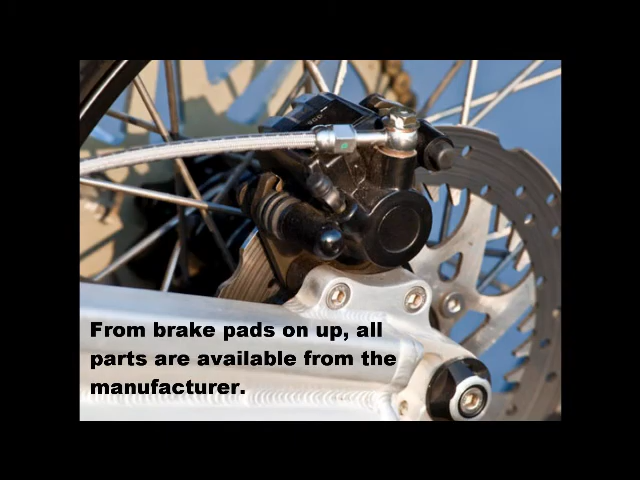 From brake pads on up, all
parts are available from the
manufacturer.